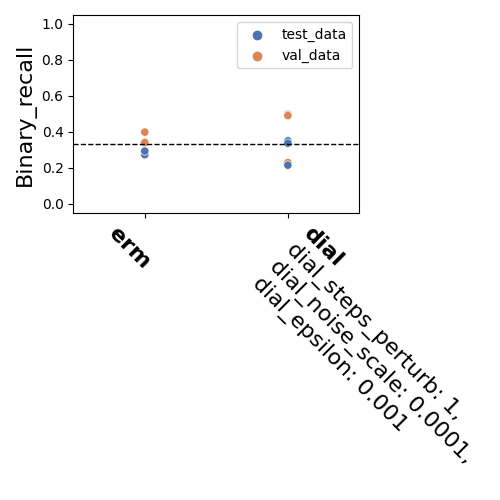 test_data
val_data
Binary_recall
1.0
0.8
0.6
0.4
0.2
0.0
erm
dial
dial_steps_perturb: 1,
dial_noise_scale: 0.0001,
dial_epsilon: 0.001